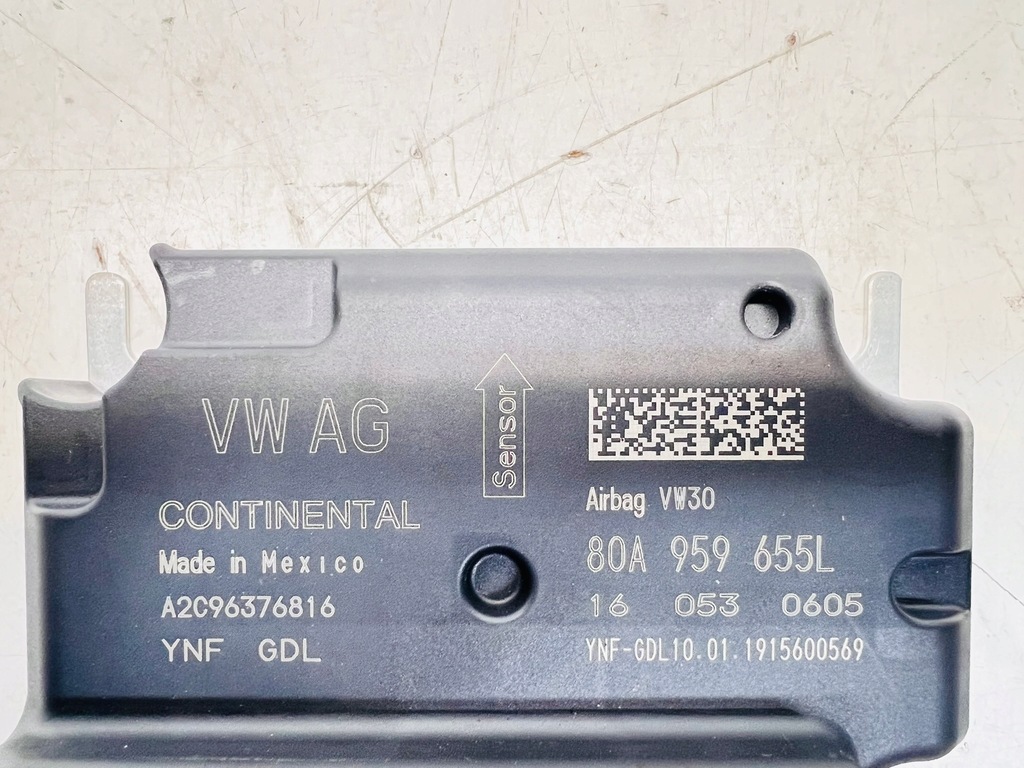 VW AG
CONTINENTAL
Made in Mexico
A2C96376816
YNF GDL
Sensor
Airbag VW30
80A 959 655L
16 053 0605
YNF-GDL10.01.1915600569